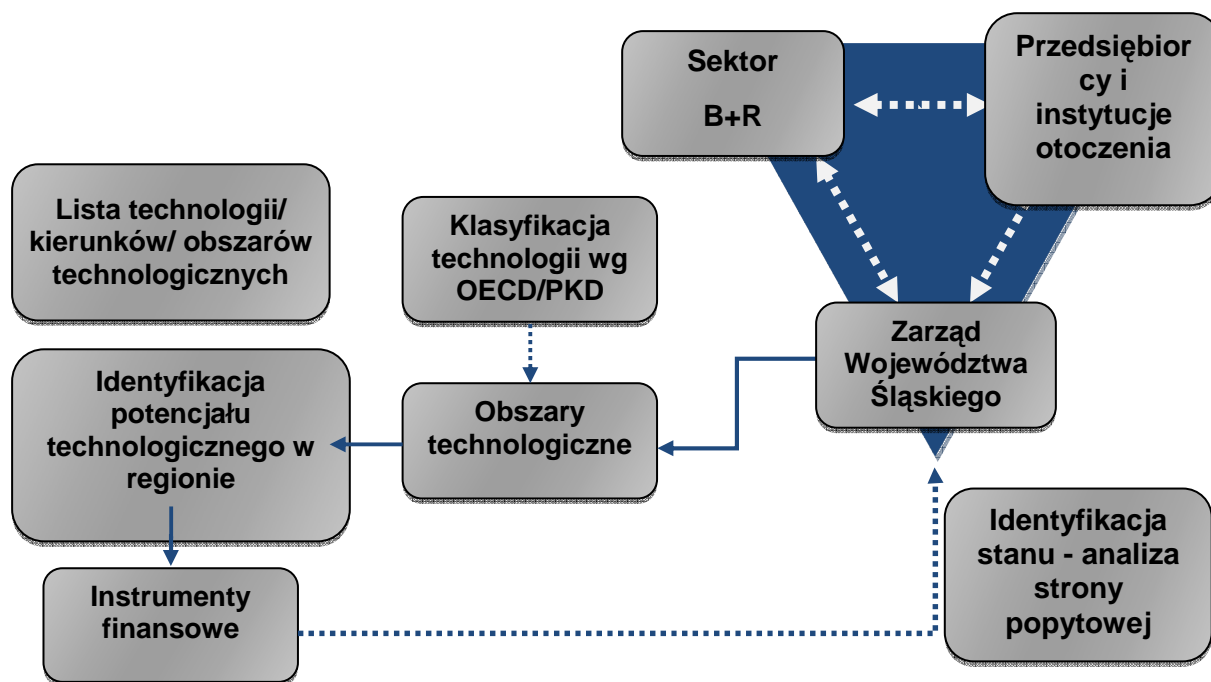 Sektor
B+R
Przedsiębior
cy i
instytucje
otoczenia
Lista technologii/
kierunków/ obszarów
technologicznych
Klasyfikacja
technologii wg
OECD/PKD
Zarząd
Województwa
Śląskiego
Identyfikacja
potencjału
technologicznego w
regionie
Obszary
technologiczne
Identyfikacja
stanu - analiza
strony
popytowej
Instrumenty
finansowe